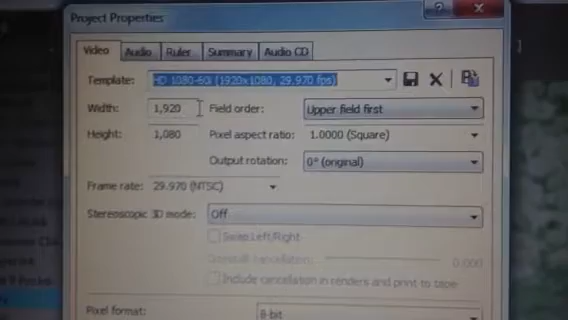 Project Properties
Video Audio Ruler Summary Audio CD
Template: HD 1080-60i (1920x1080, 29.970 fps)
Width: 1,920 Field order: Upper field first
Height: 1,080 Pixel aspect ratio: 1.0000 (Square)
Output rotation: 0° (original)
Frame rate: 29.970 (NTSC)
Stereoscopic 3D mode: Off
Swap Left/Right
cancellation: 0.000
Include cancellation in renders and print to tape
Pixel format: 8-bit